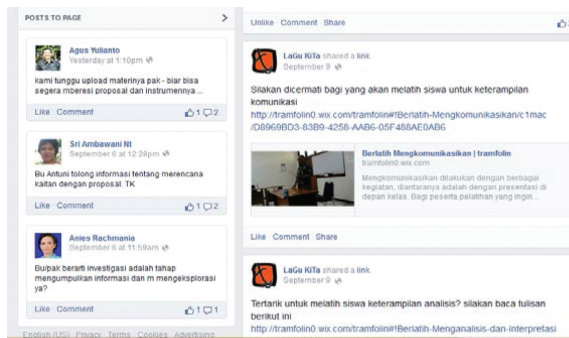 POSTS TO PAGE
Agus Yulianto
Yesterday at 1:10pm
kami tunggu upload materinya pak - biar bisa
segera mberesi proposal dan instrumennya ...
Like · Comment
1 2
Sri Ambawani Nt
September 6 at 12:28pm
Bu Antuni tolong informasi tentang merencana
kaitan dengan proposal. TK
Like · Comment
1 2
Anies Rachmania
September 6 at 11:59am
Bu/pak berarti investigasi adalah tahap
mengumpulkan informasi dan m mengeksplorasi
ya?
Like · Comment
1 1
English (US) · Privacy · Terms · Cookies · Advertising
Unlike · Comment · Share
LaGu KiTa shared a link.
September 9
Silakan dicermati bagi yang akan melatih siswa untuk keterampilan
komunikasi
http://tramfolin0.wix.com/tramfolin#!Berlatih-Mengkomunikasikan/c1mac
/D8969BD3-83B9-4258-AAB6-05F488AE0AB6
Berlatih Mengkomunikasikan | tramfolin
tramfolin0.wix.com
Mengkomunikasikan dilakukan dengan berbagai
kegiatan, diantaranya adalah dengan presentasi di
depan kelas. Bagi peserta pelatihan yang ingin...
Like · Comment · Share
LaGu KiTa shared a link.
September 9
Tertarik untuk melatih siswa keterampilan analisis? silakan baca tulisan
berikut ini
http://tramfolin0.wix.com/tramfolin#!Berlatih-Menganalisis-dan-Interpretasi